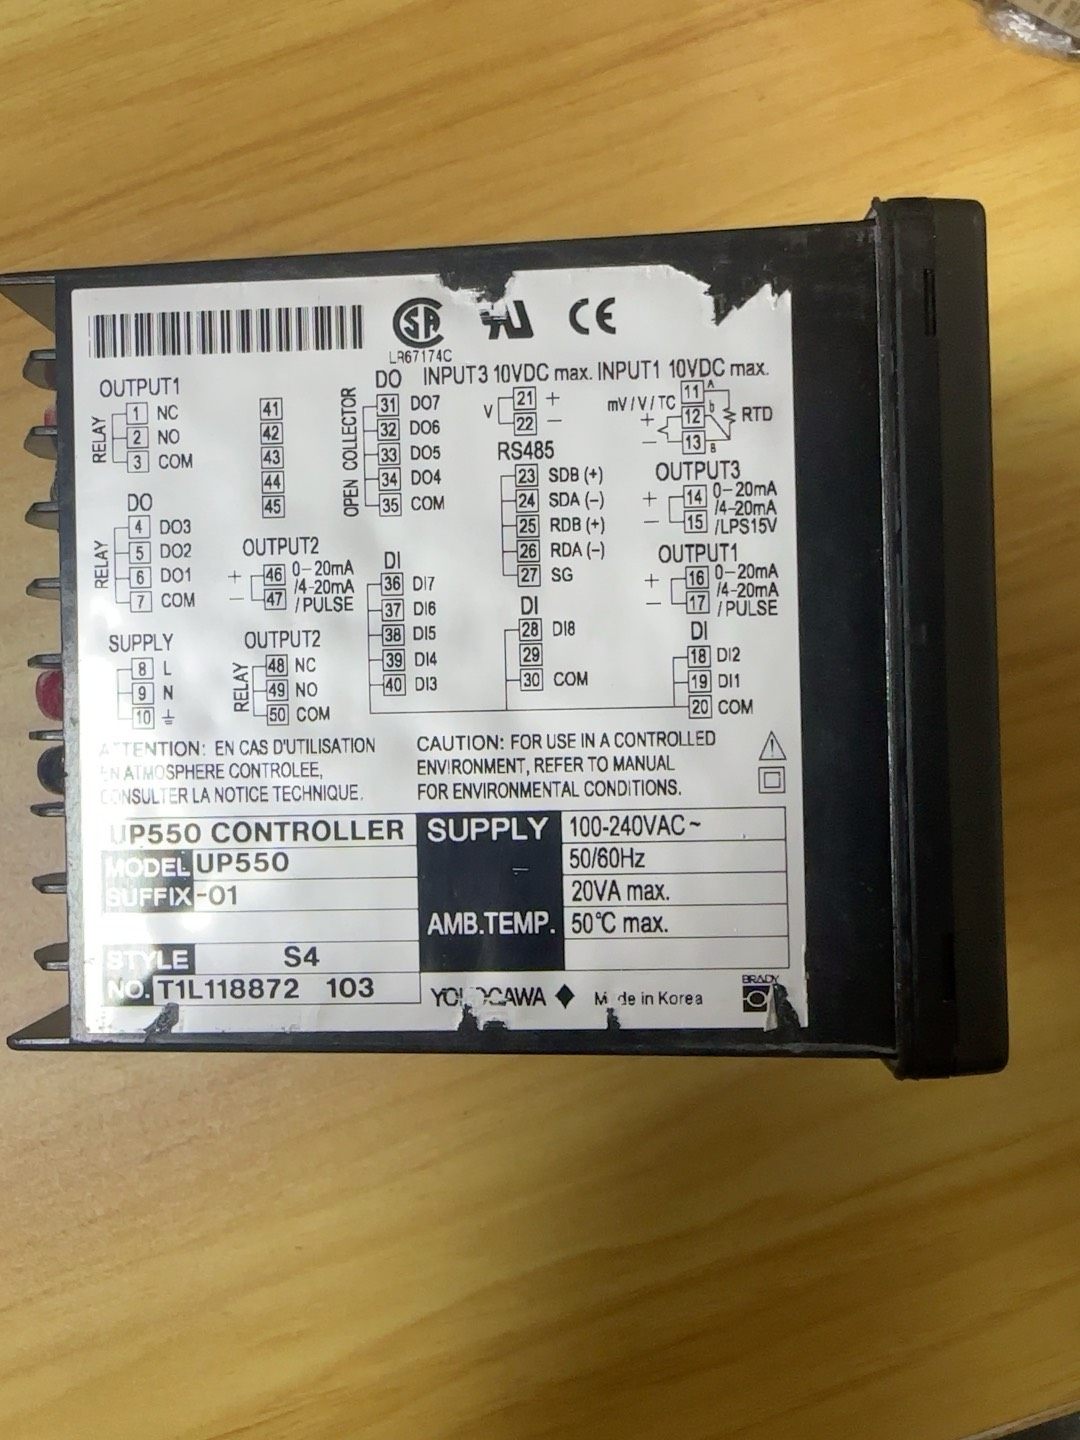 LR67174C
CE
OUTPUT1
RELAY
1 NC
2 NO
3 COM
DO
RELAY
4 DO3
5 DO2
6 DO1
7 COM
SUPPLY
8 L
9 N
10
41
42
43
44
45
OUTPUT2
+ 46 0-20mA
− 47 /4-20mA
/PULSE
OUTPUT2
RELAY
48 NC
49 NO
50 COM
DO
OPEN COLLECTOR
31 DO7
32 DO6
33 DO5
34 DO4
35 COM
DI
36 DI7
37 DI6
38 DI5
39 DI4
40 DI3
INPUT3 10VDC max.
V
21 +
22 −
RS485
23 SDB (+)
24 SDA (−)
25 RDB (+)
26 RDA (−)
27 SG
DI
28 DI8
29
30 COM
INPUT1 10VDC max.
mV/V/TC
+
−
11 A
12 b
13 B
RTD
OUTPUT3
+ 14 0-20mA
− 15 /4-20mA
/LPS15V
OUTPUT1
+ 16 0-20mA
− 17 /4-20mA
/PULSE
DI
18 DI2
19 DI1
20 COM
ATTENTION: EN CAS D'UTILISATION
EN ATMOSPHERE CONTROLEE,
CONSULTER LA NOTICE TECHNIQUE.
CAUTION: FOR USE IN A CONTROLLED
ENVIRONMENT, REFER TO MANUAL
FOR ENVIRONMENTAL CONDITIONS.
UP550 CONTROLLER
MODEL UP550
SUFFIX -01
STYLE S4
NO. T1L118872 103
SUPPLY 100-240VAC~
50/60Hz
20VA max.
AMB.TEMP. 50°C max.
YOKOGAWA ◆ Made in Korea
BRADY